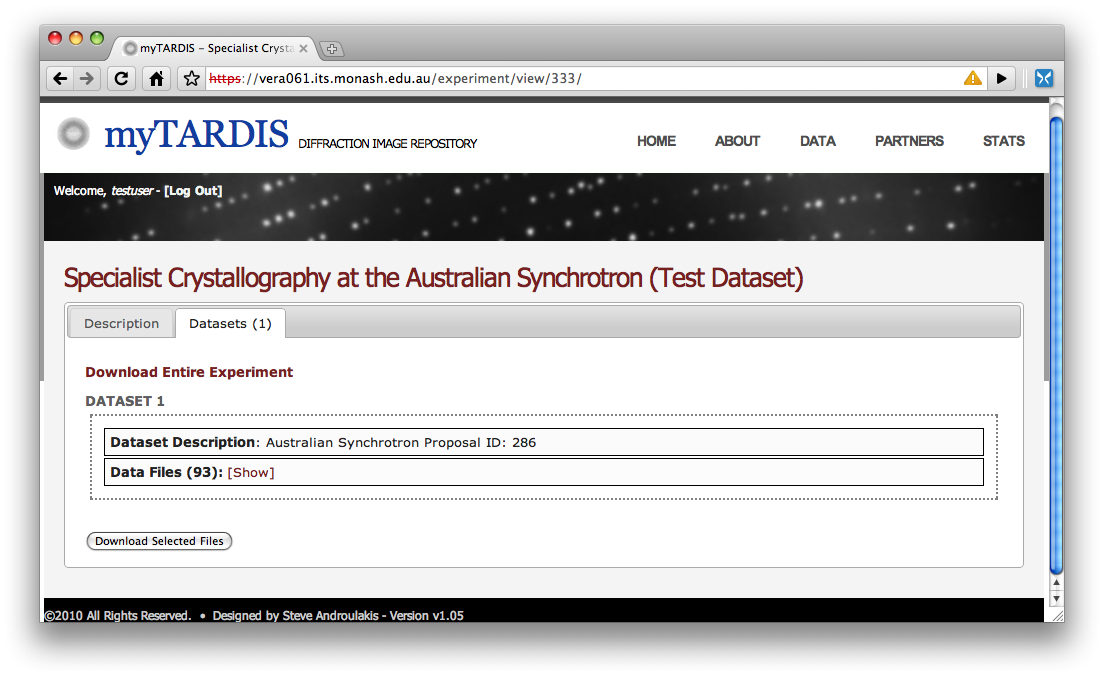 myTARDIS – Specialist Crysta
https://vera061.its.monash.edu.au/experiment/view/333/
myTARDIS DIFFRACTION IMAGE REPOSITORY HOME ABOUT DATA PARTNERS STATS
Welcome, testuser - [Log Out]
Specialist Crystallography at the Australian Synchrotron (Test Dataset)
Description Datasets (1)
Download Entire Experiment
DATASET 1
Dataset Description: Australian Synchrotron Proposal ID: 286
Data Files (93): [Show]
Download Selected Files
©2010 All Rights Reserved. • Designed by Steve Androulakis - Version v1.05